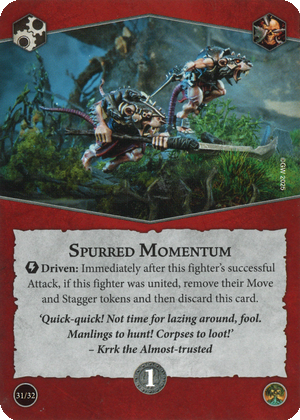 ©GW 2025
SPURRED MOMENTUM
Driven: Immediately after this fighter's successful
Attack, if this fighter was united, remove their Move
and Stagger tokens and then discard this card.
'Quick-quick! Not time for lazing around, fool.
Manlings to hunt! Corpses to loot!'
– Krrk the Almost-trusted
31/32
1